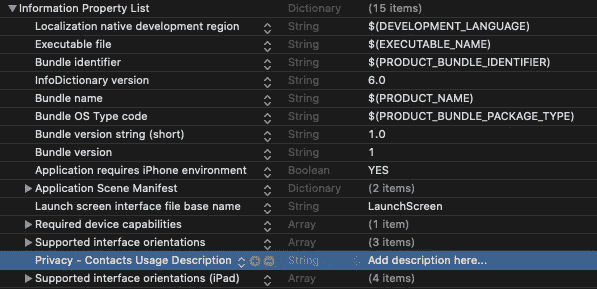 Information Property List Dictionary (15 items)
Localization native development region String $(DEVELOPMENT_LANGUAGE)
Executable file String $(EXECUTABLE_NAME)
Bundle identifier String $(PRODUCT_BUNDLE_IDENTIFIER)
InfoDictionary version String 6.0
Bundle name String $(PRODUCT_NAME)
Bundle OS Type code String $(PRODUCT_BUNDLE_PACKAGE_TYPE)
Bundle version string (short) String 1.0
Bundle version String 1
Application requires iPhone environment Boolean YES
Application Scene Manifest Dictionary (2 items)
Launch screen interface file base name String LaunchScreen
Required device capabilities Array (1 item)
Supported interface orientations Array (3 items)
Privacy - Contacts Usage Description String Add description here...
Supported interface orientations (iPad) Array (4 items)